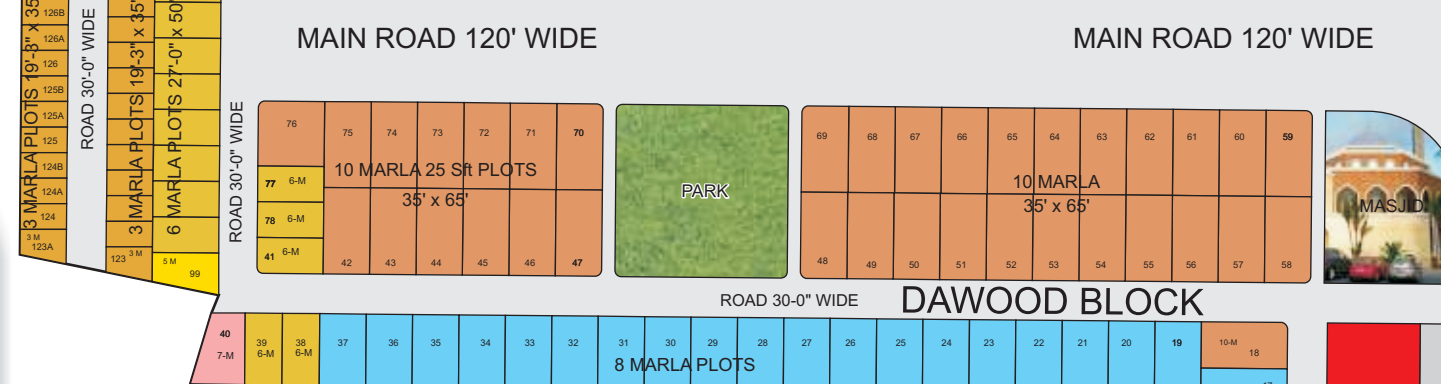 MAIN ROAD 120' WIDE
MAIN ROAD 120' WIDE
126B
126A
126
125B
125A
125
124B
124A
124
3 M
123A
3 MARLA PLOTS 19'-3" x 35'
ROAD 30'-0" WIDE
3 MARLA PLOTS 19'-3" x 35'
123 3 M
6 MARLA PLOTS 27'-0" x 50'
5 M
99
ROAD 30'-0" WIDE
76
75 74 73 72 71 70
77 6-M
78 6-M
41 6-M
10 MARLA 25 Sft PLOTS
35' x 65'
42 43 44 45 46 47
PARK
69 68 67 66 65 64 63 62 61 60 59
10 MARLA
35' x 65'
48 49 50 51 52 53 54 55 56 57 58
MASJID
ROAD 30-0" WIDE
DAWOOD BLOCK
40
7-M
39
6-M
38
6-M
37 36 35 34 33 32 31 30 29 28 27 26 25 24 23 22 21 20 19
8 MARLA PLOTS
10-M
18